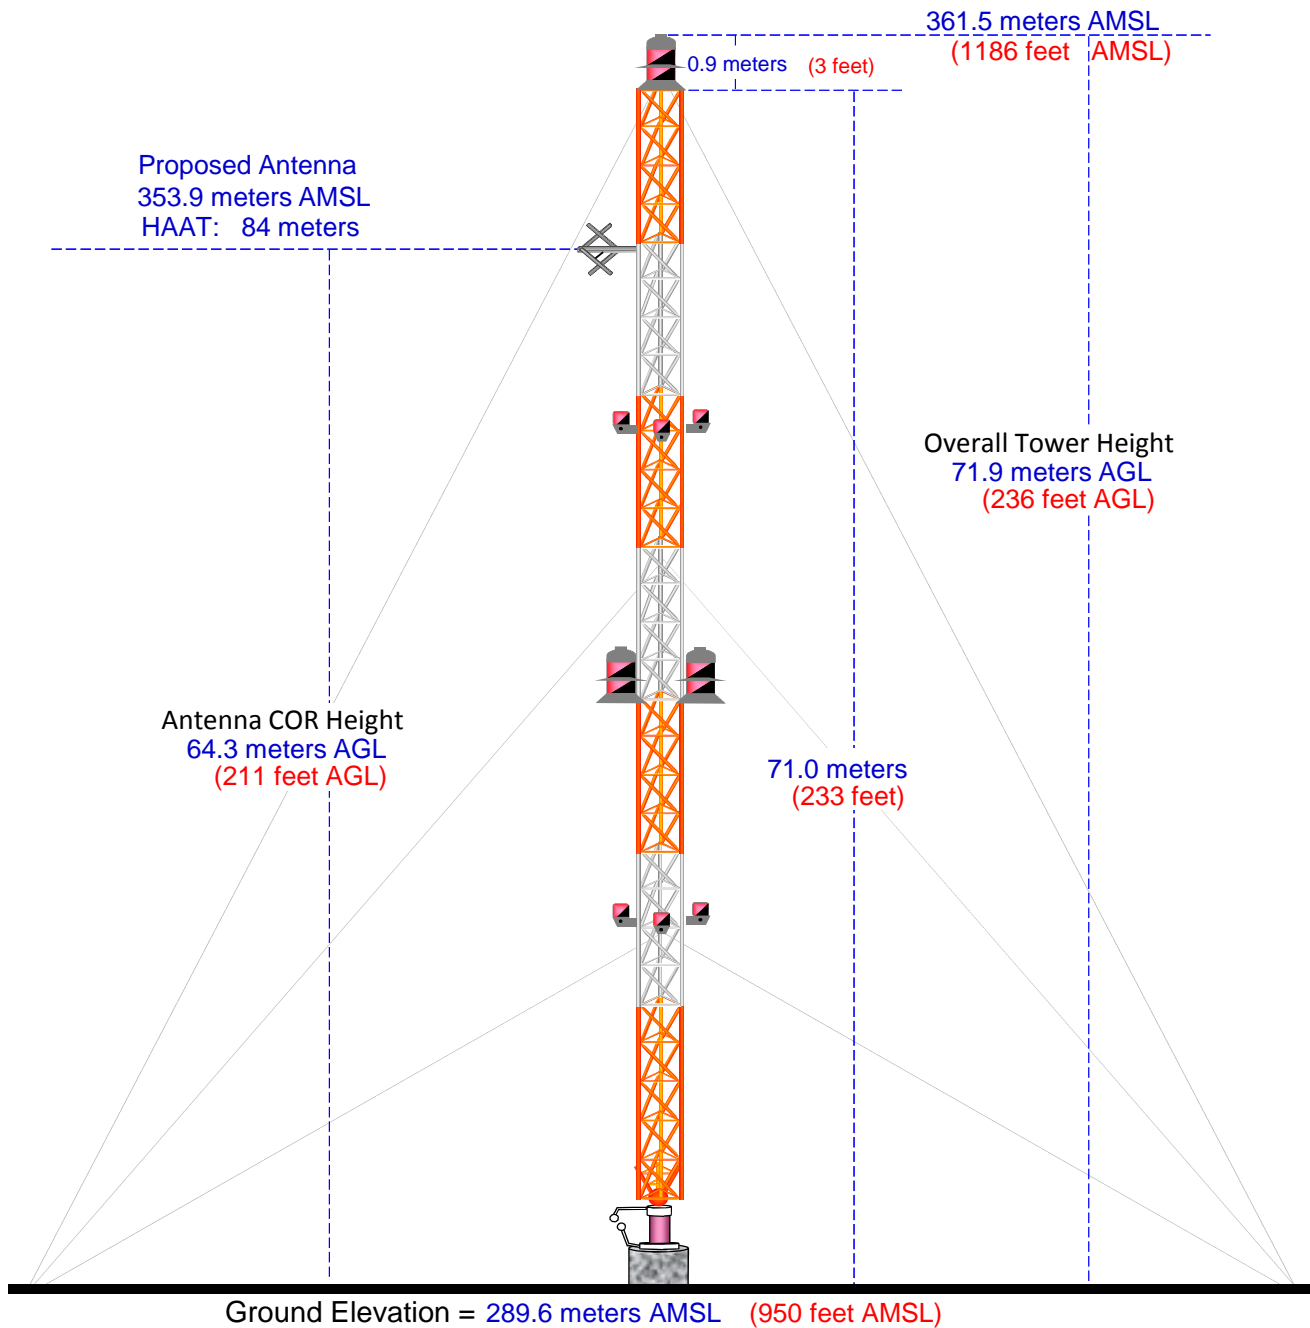 361.5 meters AMSL
(1186 feet AMSL)
0.9 meters (3 feet)
Proposed Antenna
353.9 meters AMSL
HAAT: 84 meters
Overall Tower Height
71.9 meters AGL
(236 feet AGL)
Antenna COR Height
64.3 meters AGL
(211 feet AGL)
71.0 meters
(233 feet)
Ground Elevation = 289.6 meters AMSL (950 feet AMSL)